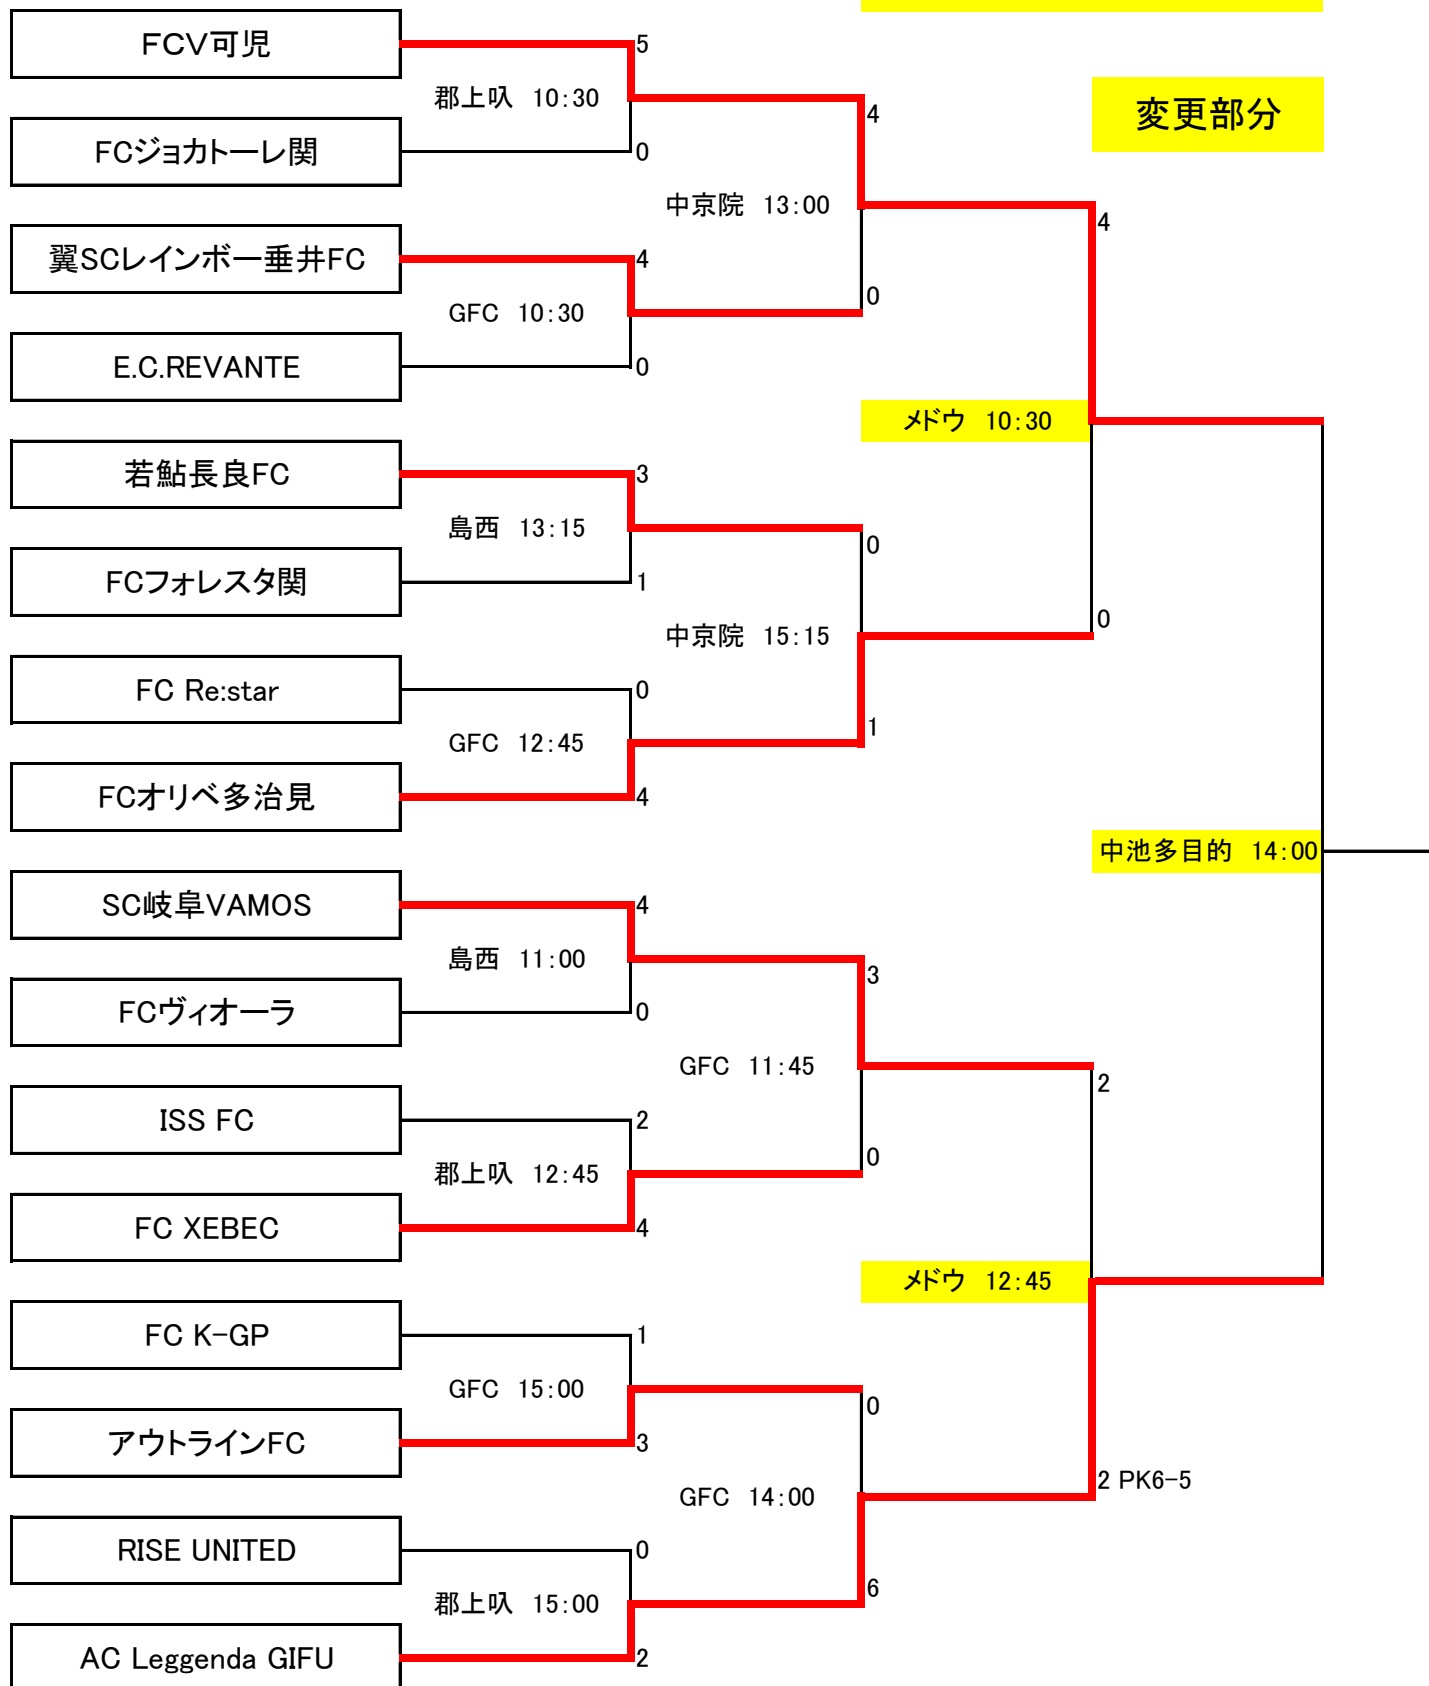 FCV可児
5
郡上叺 10:30
4
変更部分
FCジョカトーレ関
0
中京院 13:00
4
翼SCレインボー垂井FC
4
GFC 10:30
0
E.C.REVANTE
0
メドウ 10:30
若鮎長良FC
3
島西 13:15
0
FCフォレスタ関
1
中京院 15:15
0
FC Re:star
0
GFC 12:45
1
FCオリベ多治見
4
中池多目的 14:00
SC岐阜VAMOS
4
島西 11:00
3
FCヴィオーラ
0
GFC 11:45
2
ISS FC
2
郡上叺 12:45
0
FC XEBEC
4
メドウ 12:45
FC K-GP
1
GFC 15:00
0
アウトラインFC
3
GFC 14:00
2 PK6-5
RISE UNITED
0
郡上叺 15:00
6
AC Leggenda GIFU
2